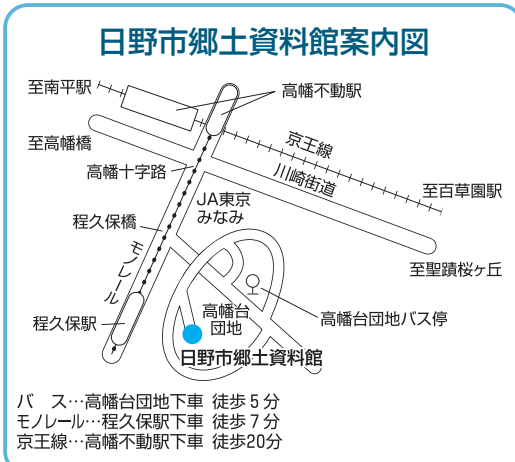 日野市郷土資料館案内図
至南平駅
高幡不動駅
至高幡橋
京王線
川崎街道
高幡十字路
至百草園駅
JA東京
みなみ
程久保橋
モノレール
至聖蹟桜ヶ丘
高幡台
団地
高幡台団地バス停
程久保駅
日野市郷土資料館
バ　ス…高幡台団地下車 徒歩５分
モノレール…程久保駅下車 徒歩７分
京王線…高幡不動駅下車 徒歩20分